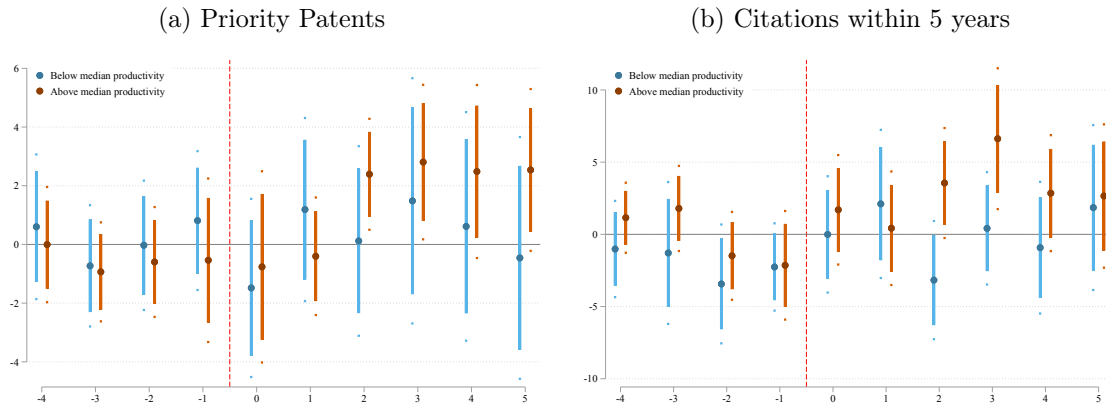 (a) Priority Patents
Below median productivity
Above median productivity
6
4
2
0
-2
-4
-4 -3 -2 -1 0 1 2 3 4 5
(b) Citations within 5 years
Below median productivity
Above median productivity
10
5
0
-5
-10
-4 -3 -2 -1 0 1 2 3 4 5